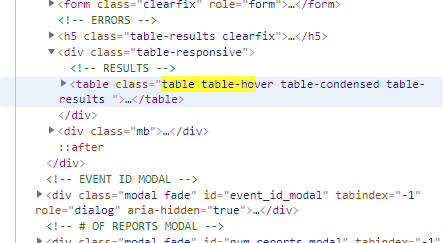 ▶<form class="clearfix" role="form">…</form>
<!-- ERRORS -->
▶<h5 class="table-results clearfix">…</h5>
▼<div class="table-responsive">
<!-- RESULTS -->
▶<table class="table table-hover table-condensed table-
results ">…</table>
</div>
▶<div class="mb">…</div>
::after
</div>
<!-- EVENT ID MODAL -->
▶<div class="modal fade" id="event_id_modal" tabindex="-1"
role="dialog" aria-hidden="true">…</div>
<!-- # OF REPORTS MODAL -->
▶<div class="modal fade" id="num_reports_modal" tabindex="-1"